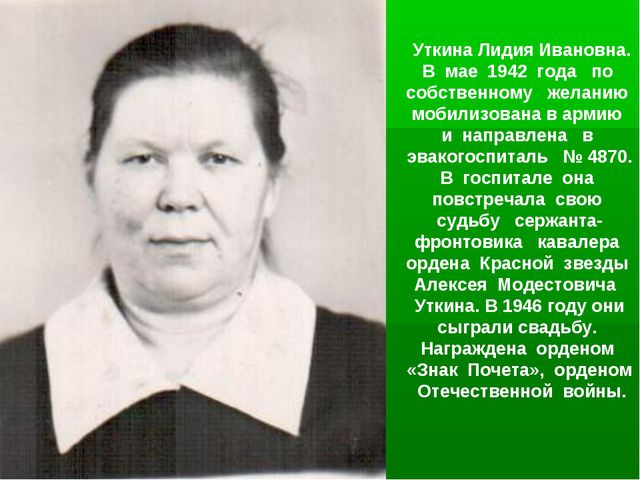 Уткина Лидия Ивановна.
В мае 1942 года по
собственному желанию
мобилизована в армию
и направлена в
эвакогоспиталь № 4870.
В госпитале она
повстречала свою
судьбу сержанта-
фронтовика кавалера
ордена Красной звезды
Алексея Модестовича
Уткина. В 1946 году они
сыграли свадьбу.
Награждена орденом
«Знак Почета», орденом
Отечественной войны.